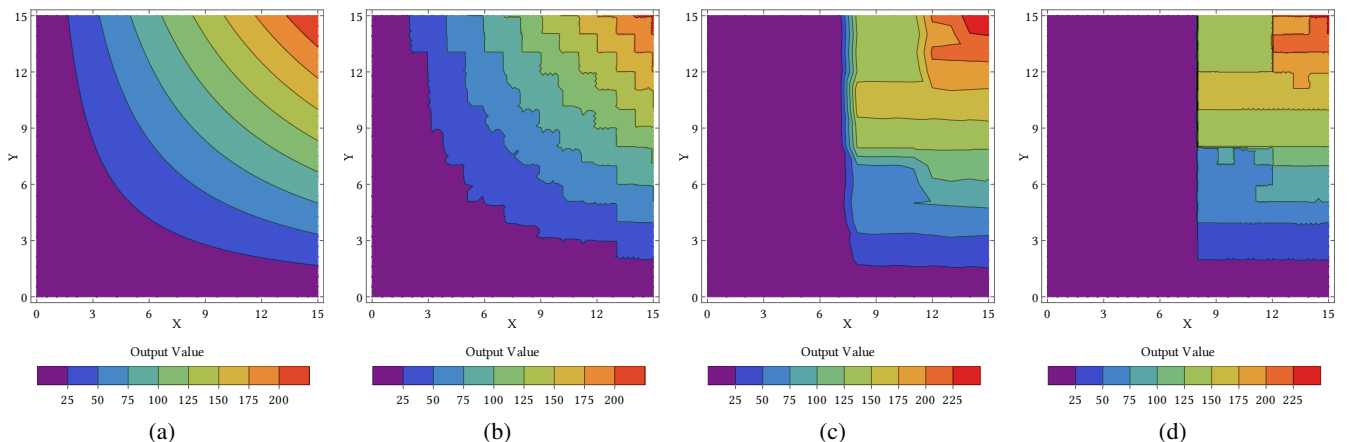 15 15 15 15
12 12 12 12
9 9 9 9
Y Y Y Y
6 6 6 6
3 3 3 3
0 0 0 0
0 3 6 9 12 15 0 3 6 9 12 15 0 3 6 9 12 15 0 3 6 9 12 15
X X X X
Output Value Output Value Output Value Output Value
25 50 75 100 125 150 175 200 25 50 75 100 125 150 175 200 25 50 75 100 125 150 175 200 225 25 50 75 100 125 150 175 200 225
(a) (b) (c) (d)